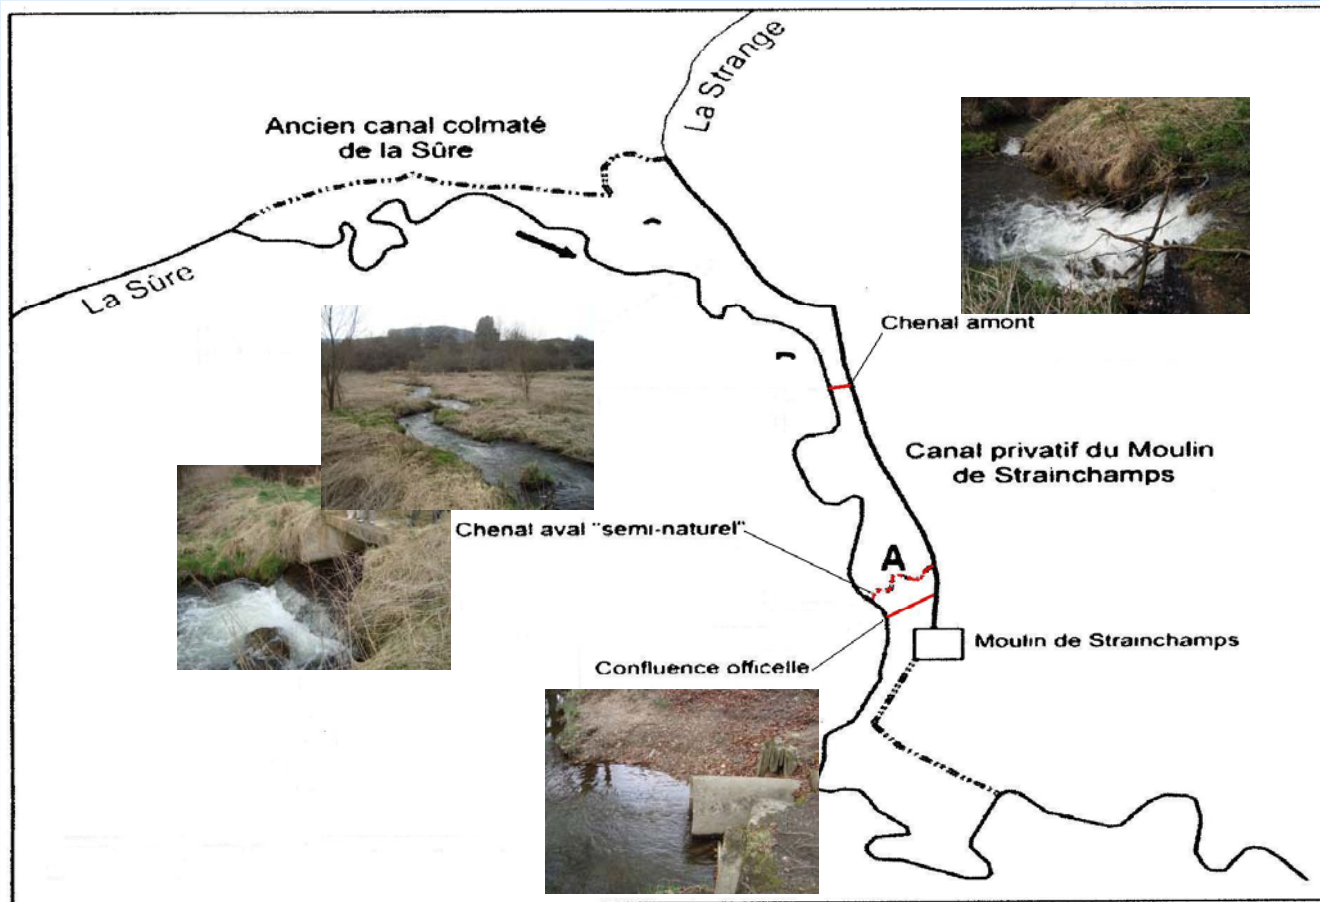 La Strange
Ancien canal colmaté
de la Sûre
La Sûre
Chenal amont
Canal privatif du Moulin
de Strainchamps
Chenal aval "semi-naturel"
A
Moulin de Strainchamps
Confluence officelle